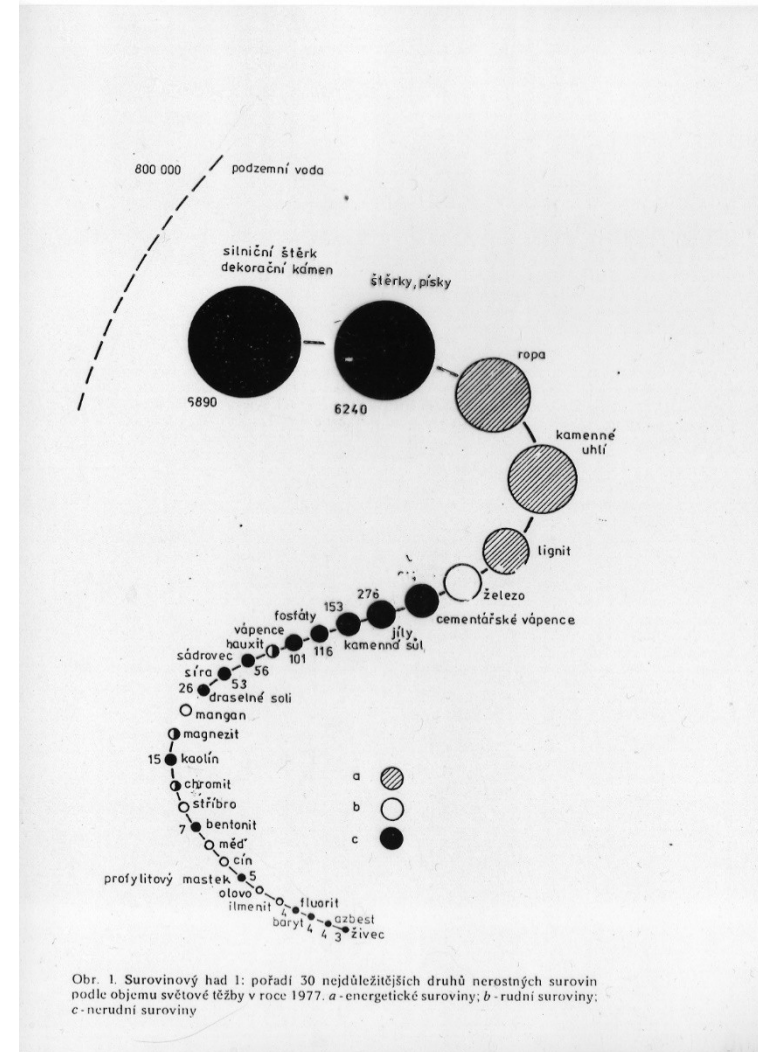 800 000 podzemní voda
silniční štěrk
dekorační kámen
štěrky, písky
ropa
5890
6240
kamenné
uhlí
lignit
železo
276
cementářské vápence
153
jíly
fosfáty
kamenná sůl
116
vápence
101
bauxit
56
sádrovec
53
síra
26
draselné soli
mangan
magnezit
15 kaolín
a
chromit
b
stříbro
7 bentonit
c
měď
cín
profylitový mastek 5
olovo
ilmenit
4 fluorit
baryt 4
4 azbest
3 živec
Obr. 1. Surovinový had 1: pořadí 30 nejdůležitějších druhů nerostných surovin
podle objemu světové těžby v roce 1977. a - energetické suroviny; b - rudní suroviny;
c - nerudní suroviny